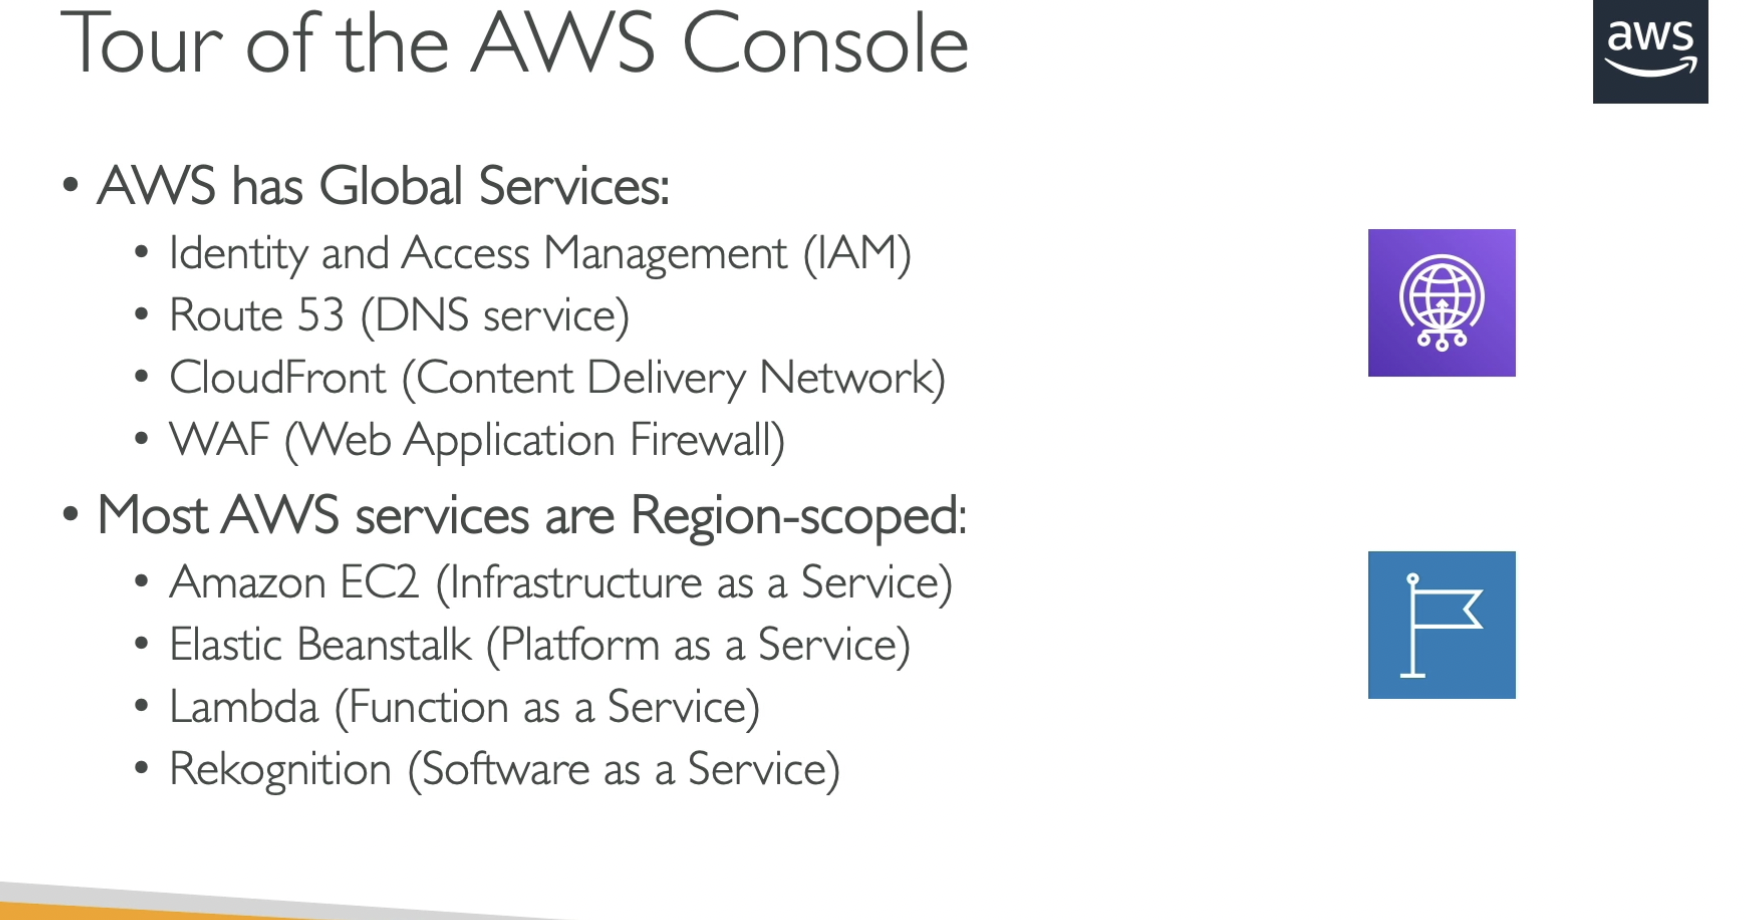 Tour of the AWS Console
aws
• AWS has Global Services:
• Identity and Access Management (IAM)
• Route 53 (DNS service)
• CloudFront (Content Delivery Network)
• WAF (Web Application Firewall)
• Most AWS services are Region-scoped:
• Amazon EC2 (Infrastructure as a Service)
• Elastic Beanstalk (Platform as a Service)
• Lambda (Function as a Service)
• Rekognition (Software as a Service)